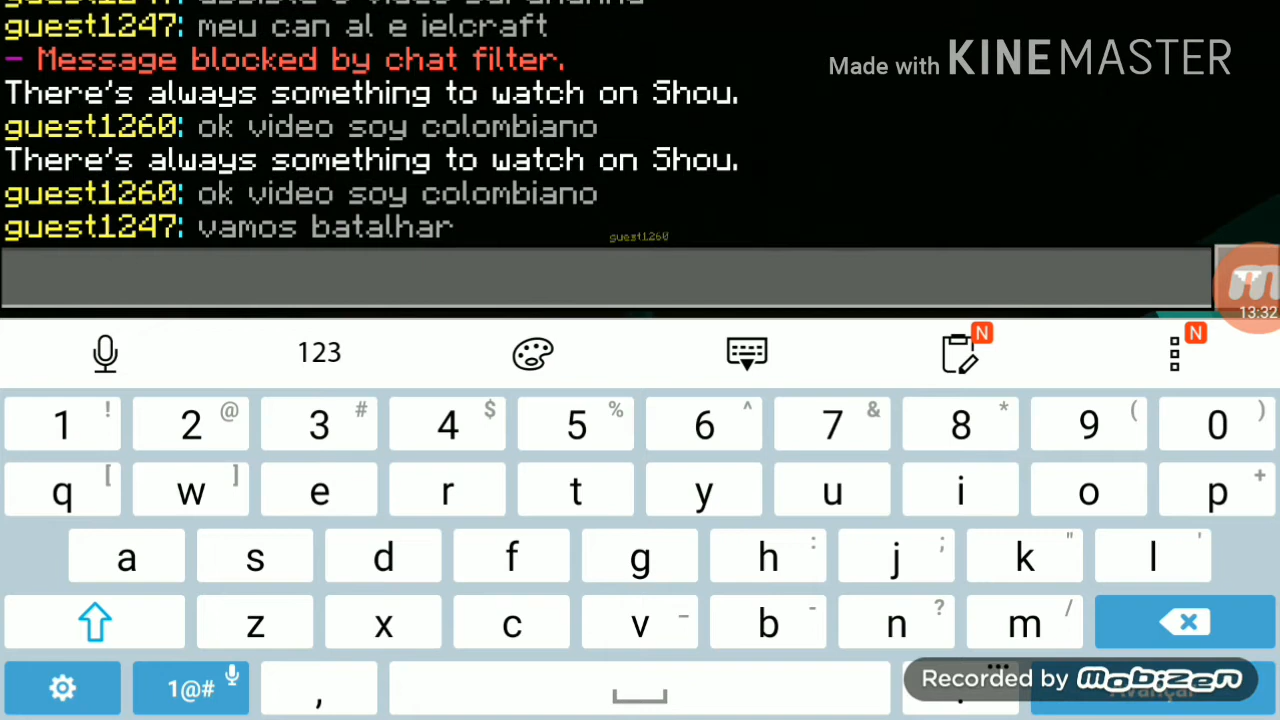 guest1247: meu can al e ielcraft
- Message blocked by chat filter.
Made with KINEMASTER
There's always something to watch on Shou.
guest1260: ok video soy colombiano
There's always something to watch on Shou.
guest1260: ok video soy colombiano
guest1247: vamos batalhar
guest1260
13:32
123
N
N
1 ! 2 @ 3 # 4 $ 5 % 6 ^ 7 & 8 * 9 ( 0 )
q [ w ] e r t y u i o p +
a s d f g h : j ; k " l '
z x c v _ b - n ? m /
1@# , .
Recorded by mobizen
Avançar